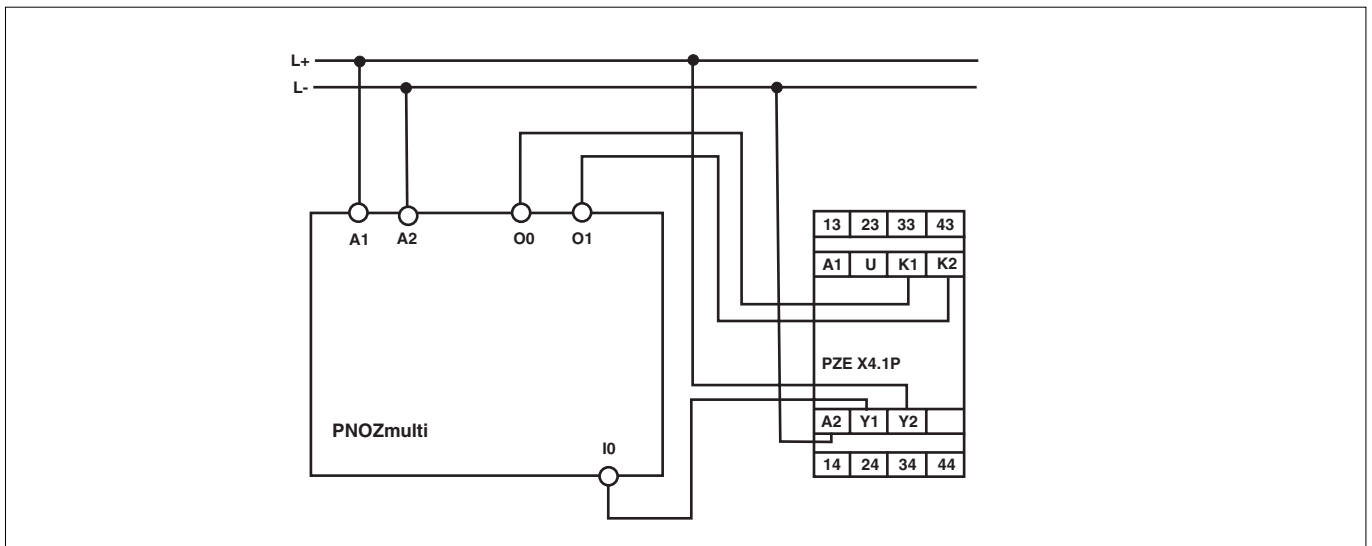 L+
L-
A1 A2 O0 O1
13 23 33 43
A1 U K1 K2
PZE X4.1P
A2 Y1 Y2
PNOZmulti
I0
14 24 34 44